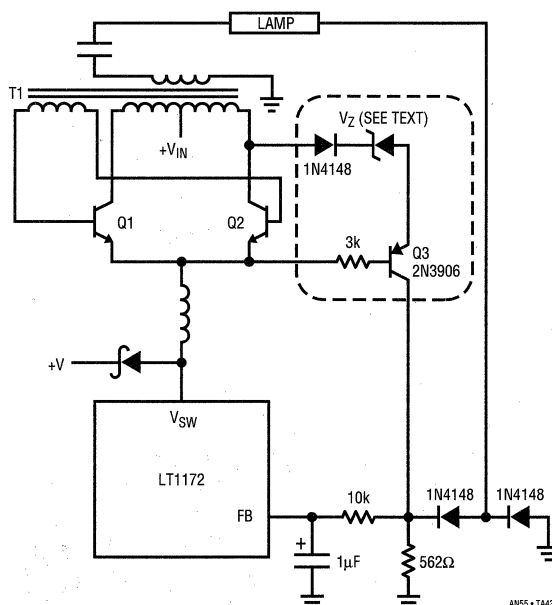 LAMP
T1
VZ (SEE TEXT)
+VIN
1N4148
Q1
Q2
3k
Q3
2N3906
+V
VSW
LT1172
FB
10k
1N4148
1N4148
+
1µF
562Ω